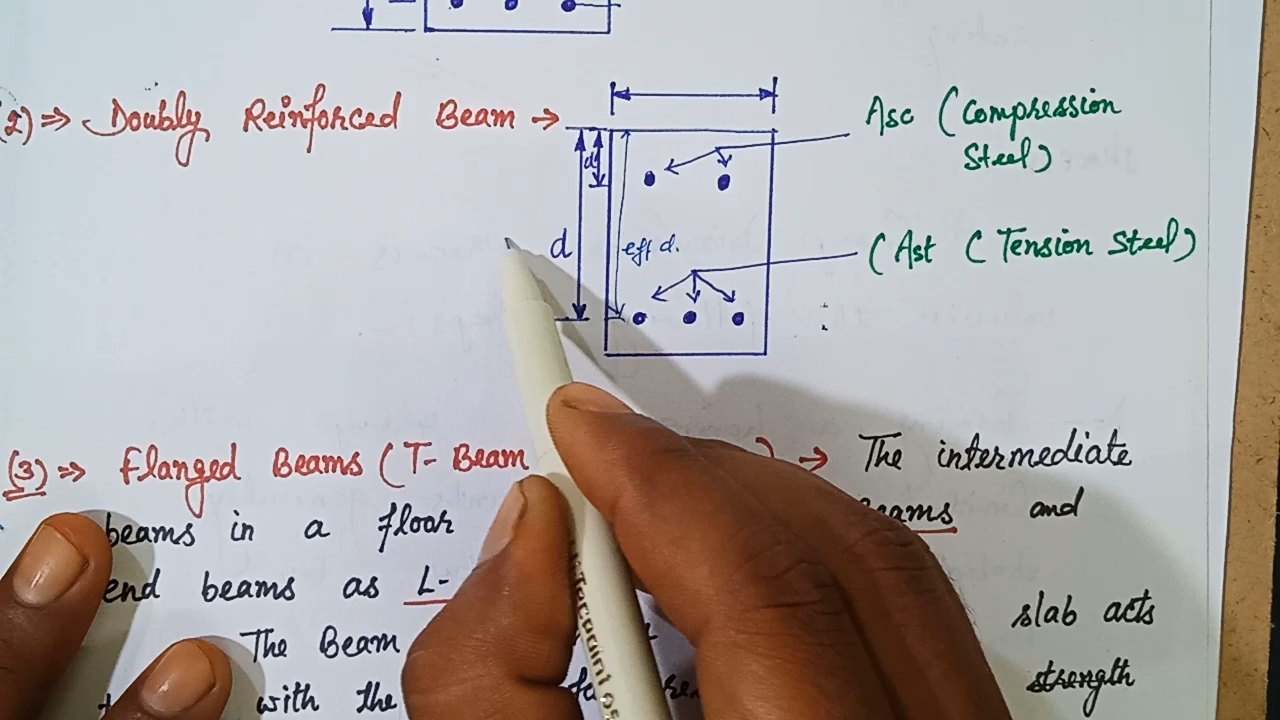 (2) ⇒ Doubly Reinforced Beam → Asc (Compression
Steel)
d'
d
eff d.
(Ast ( Tension Steel)
(3) ⇒ Flanged Beams (T- Beam ) → The intermediate
beams in a floor beams and
end beams as L-
slab acts
The Beam
with the strength